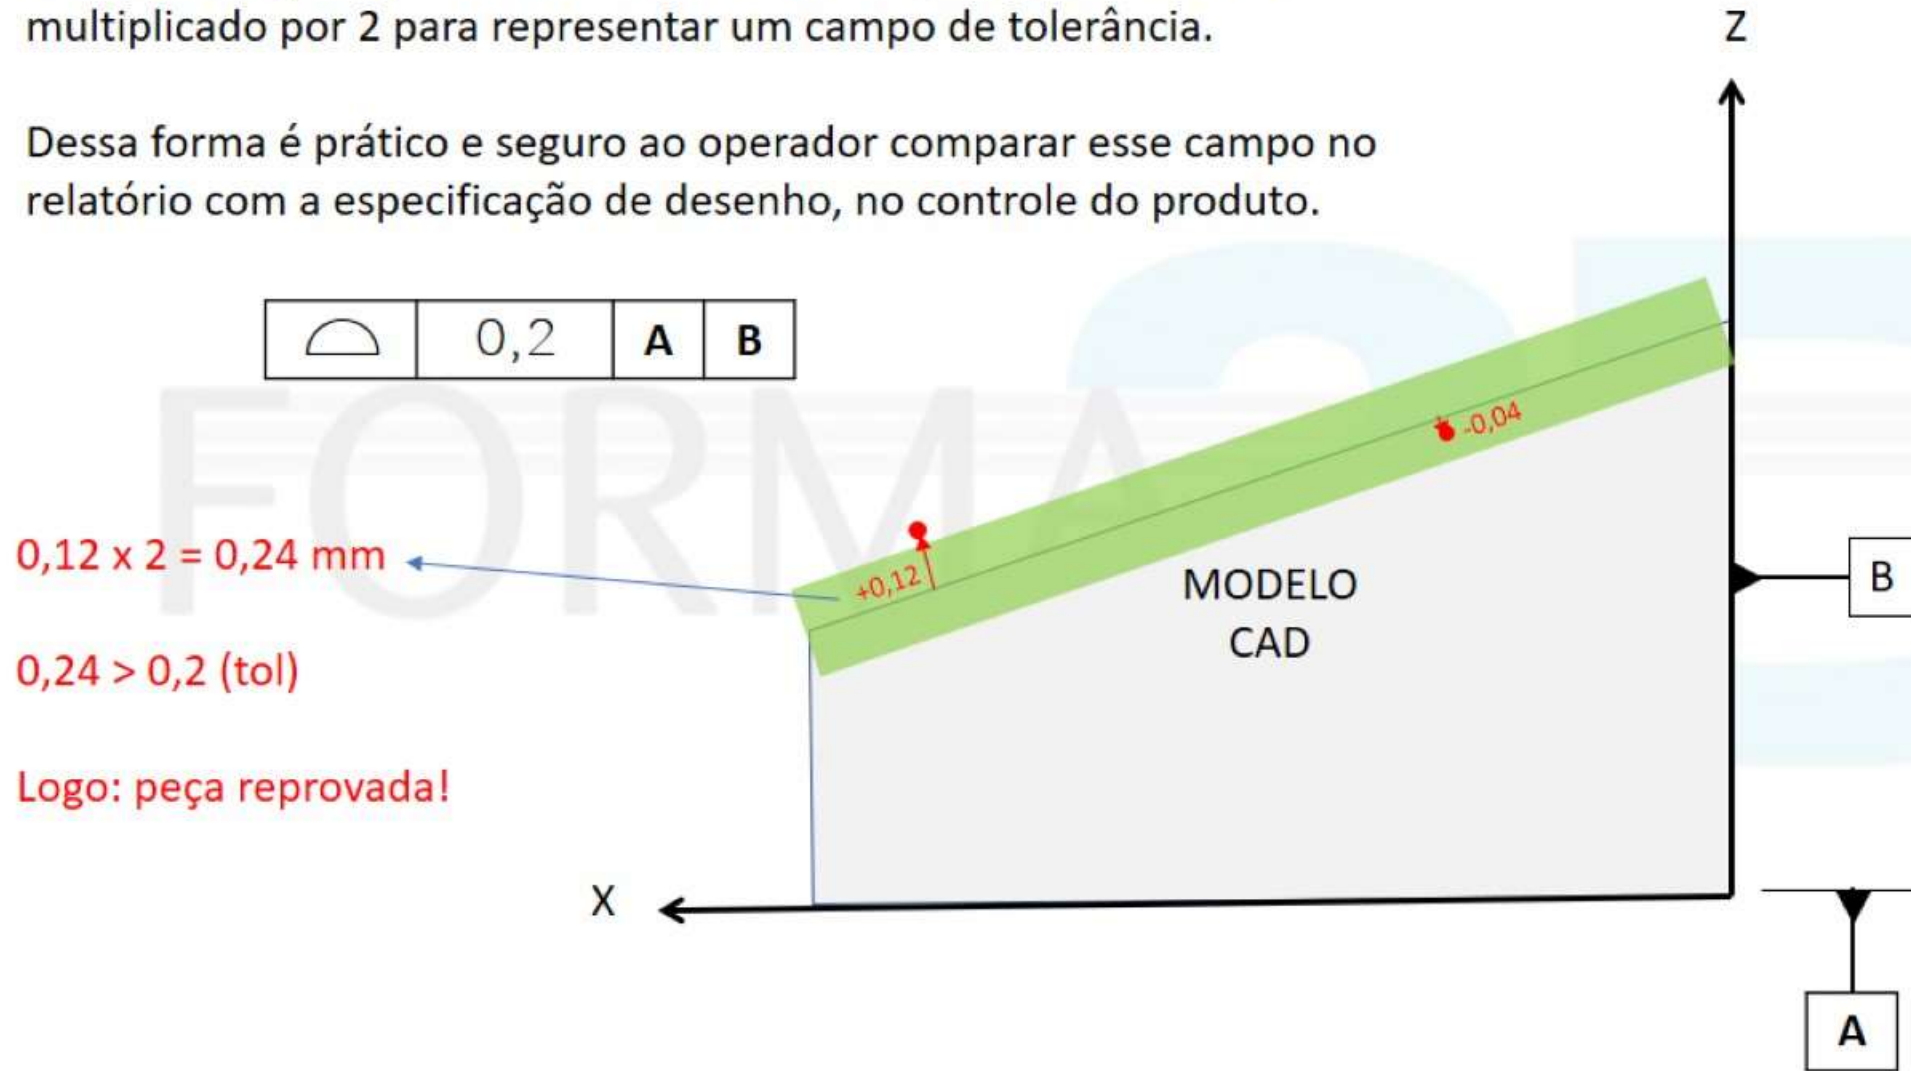 multiplicado por 2 para representar um campo de tolerância.
Z
Dessa forma é prático e seguro ao operador comparar esse campo no
relatório com a especificação de desenho, no controle do produto.
0,2 A B
-0,04
+0,12
0,12 x 2 = 0,24 mm
MODELO
CAD
B
0,24 > 0,2 (tol)
Logo: peça reprovada!
X
A
FORMA